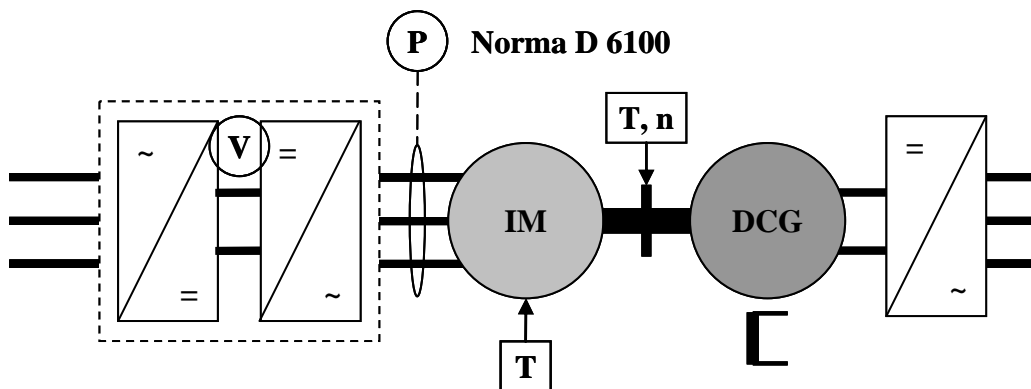 P Norma D 6100
T, n
~ V =
= ~
IM DCG
=
~
T